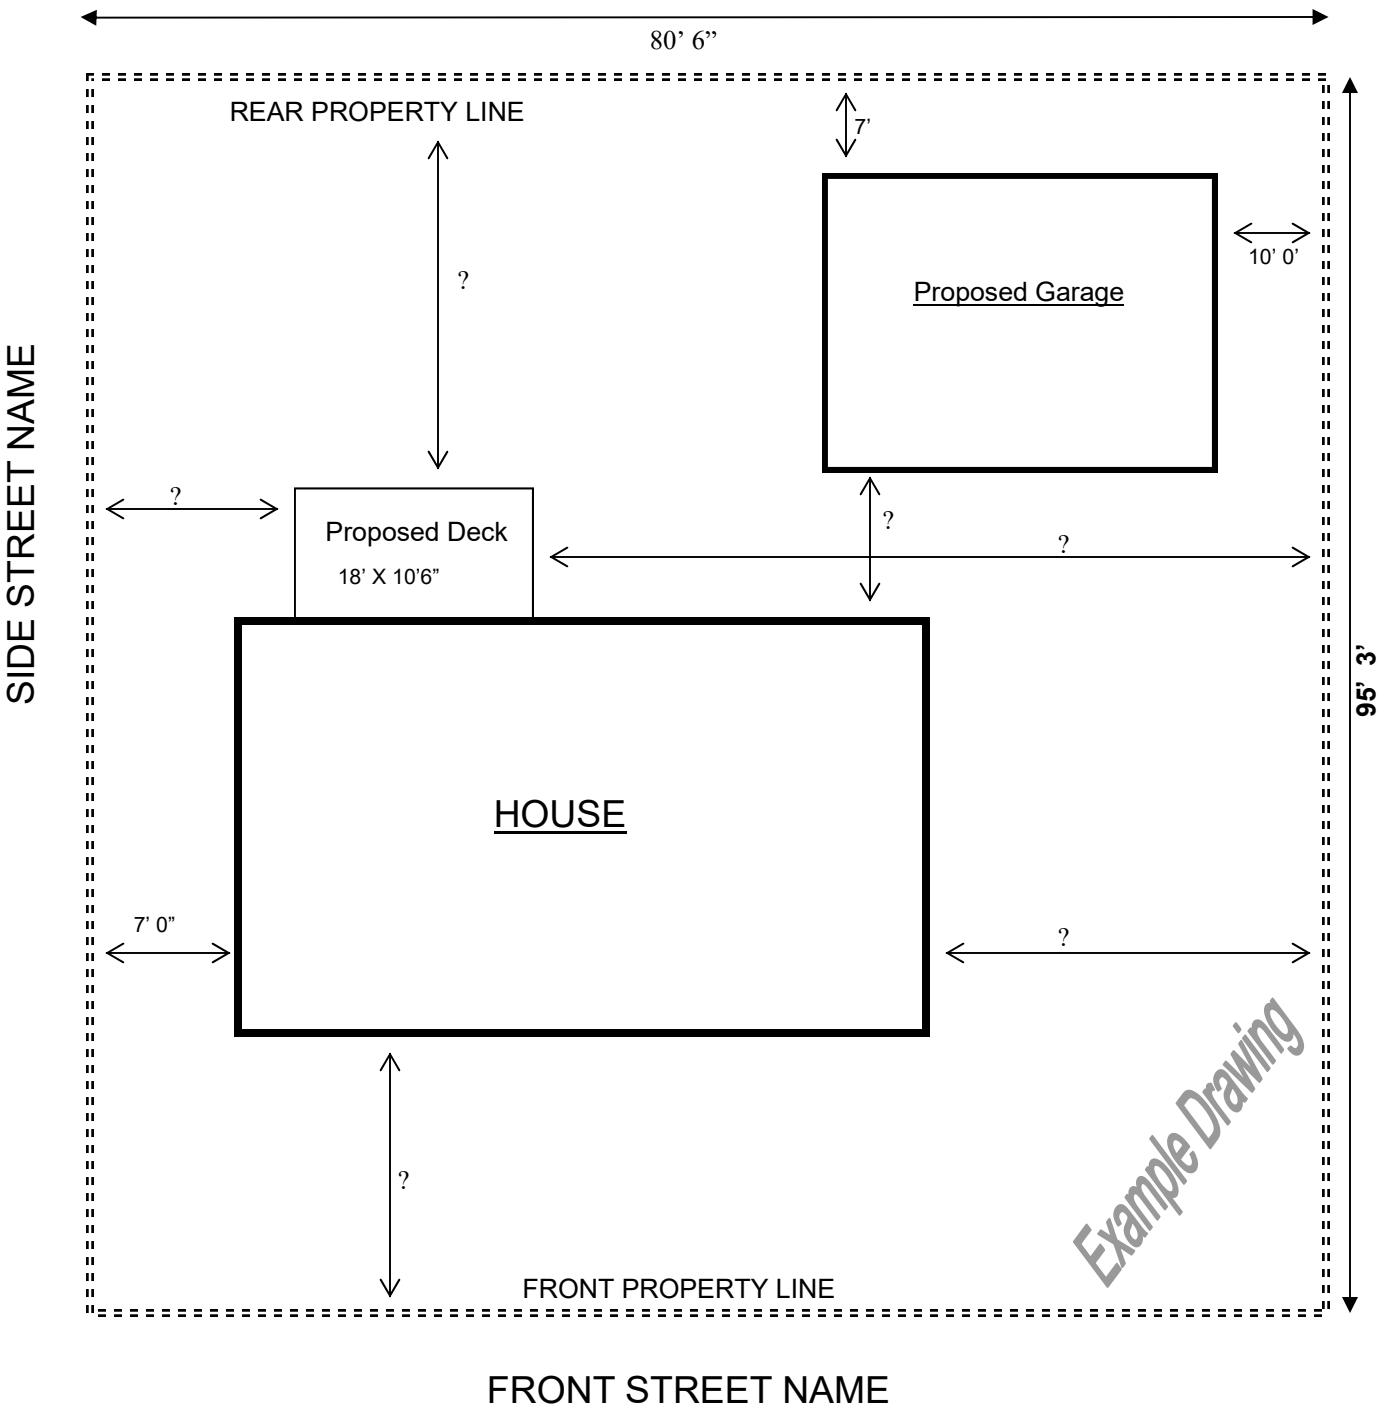 80’ 6”
REAR PROPERTY LINE
7’
10’ 0’
Proposed Garage
?
SIDE STREET NAME
?
Proposed Deck
18’ X 10’6”
?
?
95’ 3’
HOUSE
7’ 0”
?
Example Drawing
?
FRONT PROPERTY LINE
FRONT STREET NAME